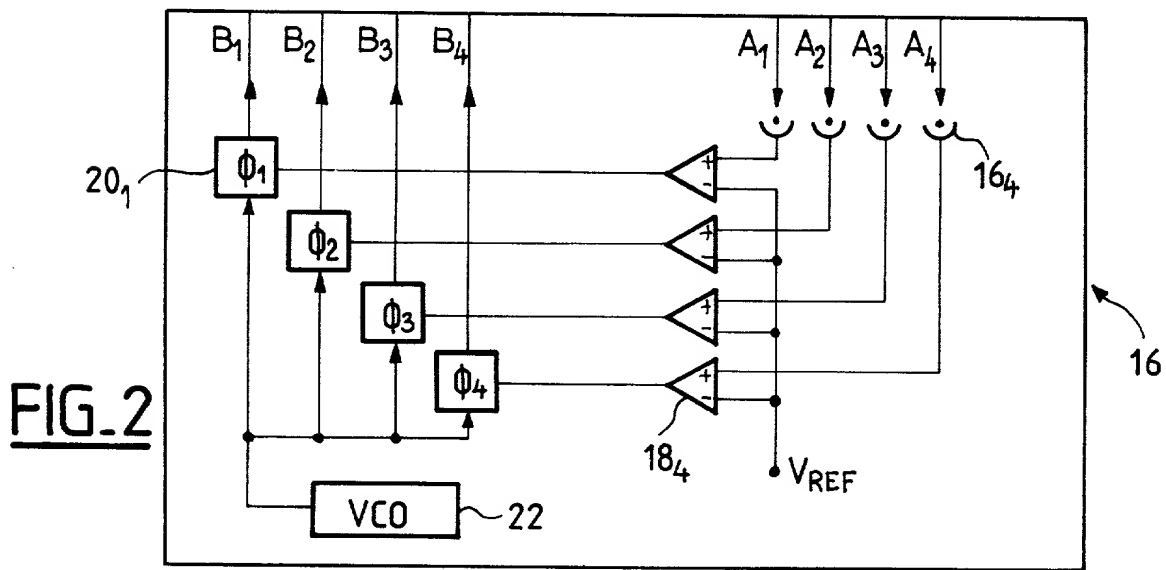 B1 B2 B3 B4 A1 A2 A3 A4
ϕ1
201
164
+
-
ϕ2
+
-
ϕ3
+
-
16
ϕ4
+
-
FIG_2
184
VREF
VCO
22